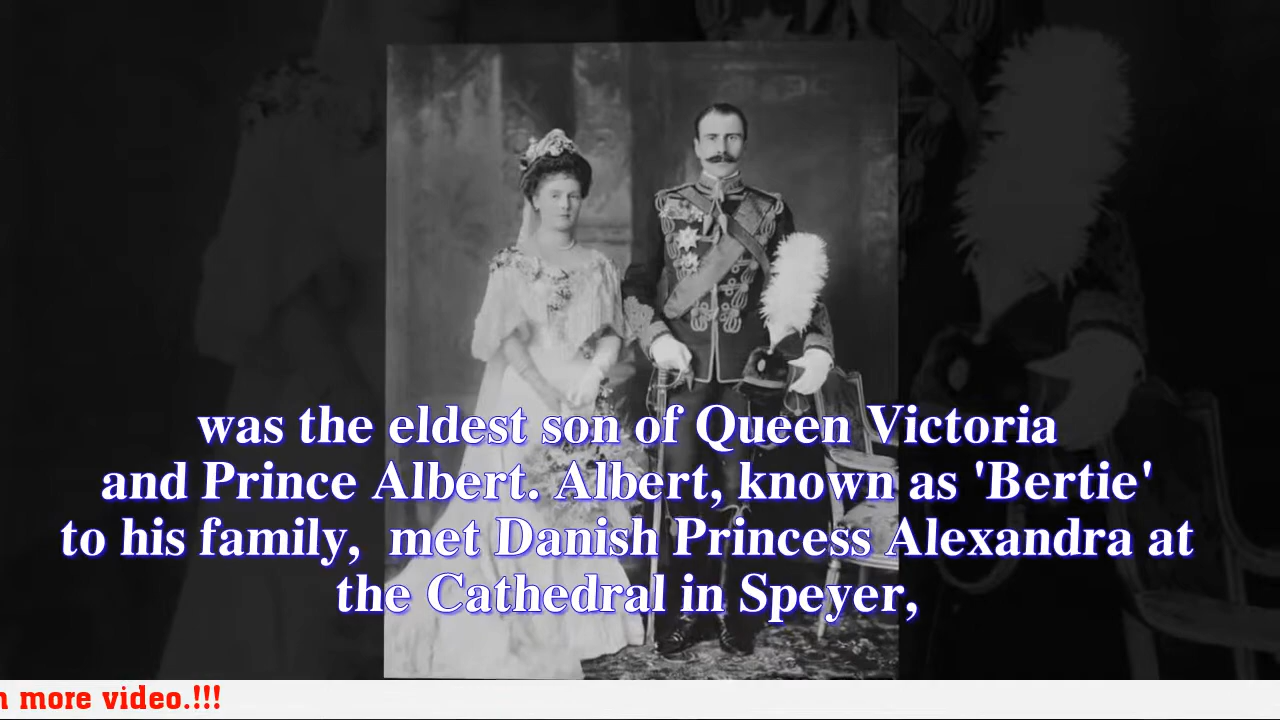 was the eldest son of Queen Victoria
and Prince Albert. Albert, known as 'Bertie'
to his family,  met Danish Princess Alexandra at
the Cathedral in Speyer,
more video.!!!